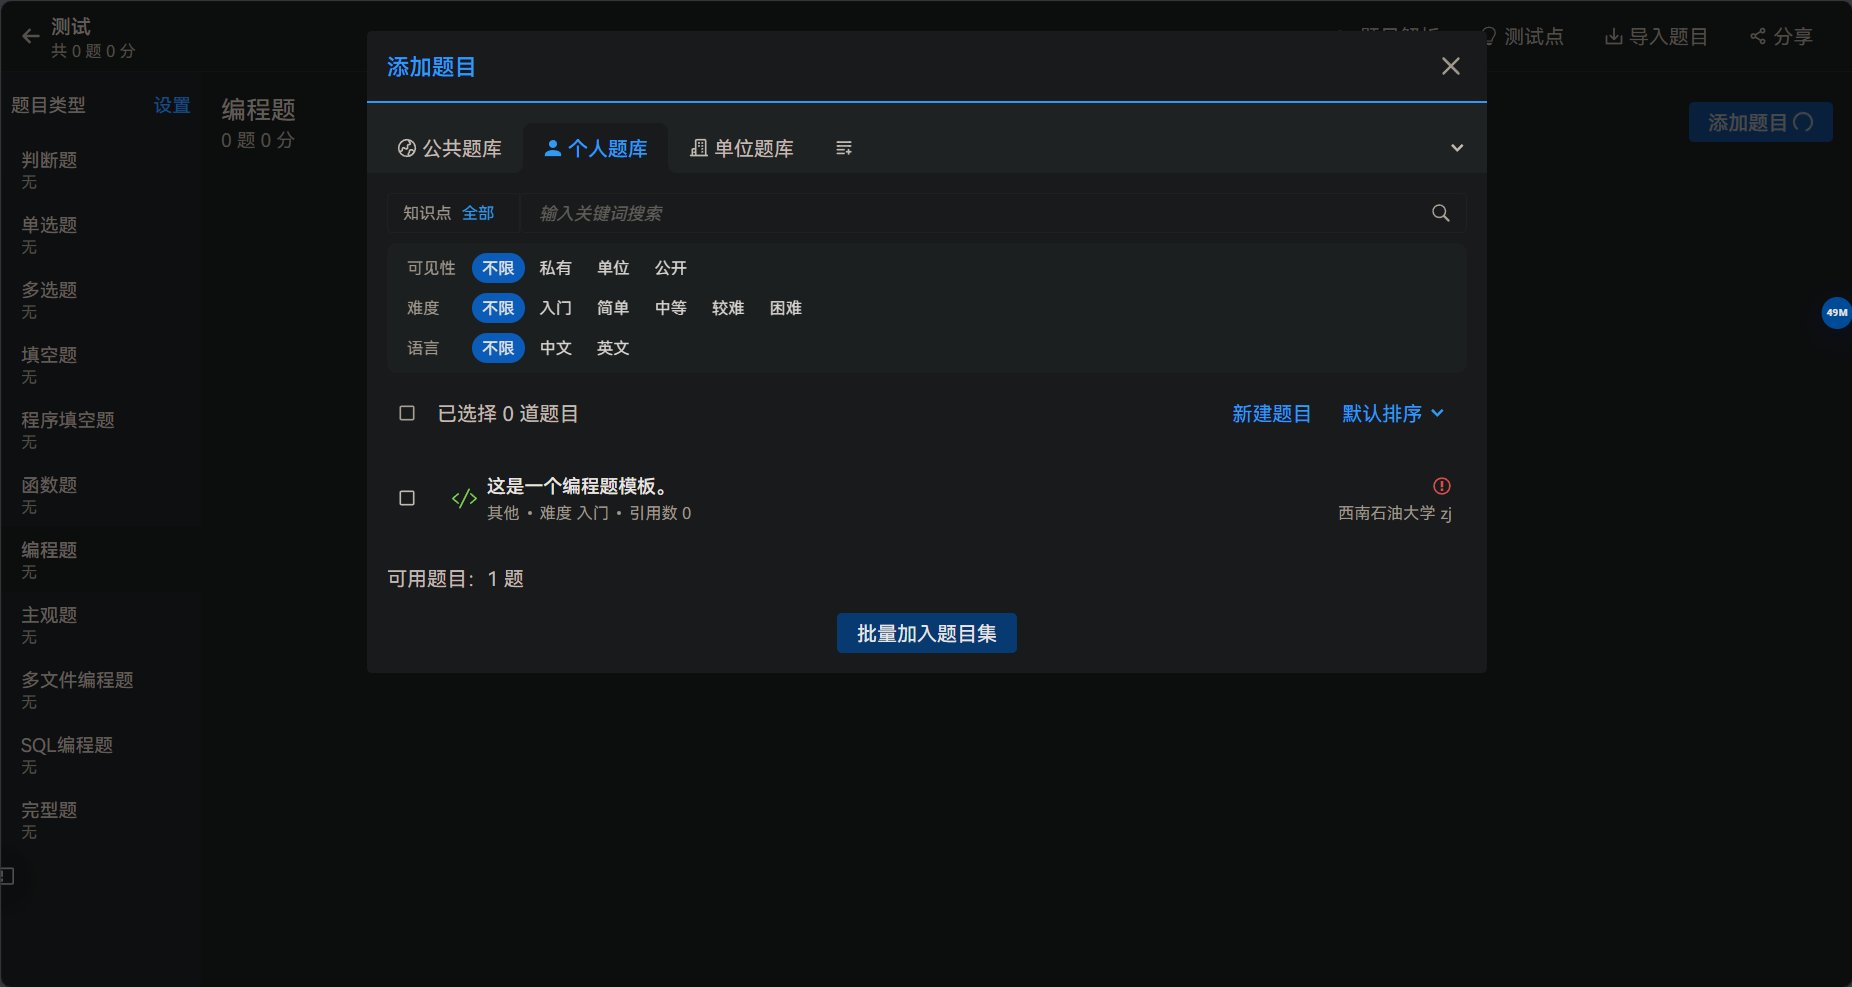 测试
共 0 题 0 分
测试点
导入题目
分享
题目类型
设置
判断题
无
单选题
无
多选题
无
填空题
无
程序填空题
无
函数题
无
编程题
无
主观题
无
多文件编程题
无
SQL编程题
无
完型题
无
编程题
0 题 0 分
添加题目
添加题目
公共题库
个人题库
单位题库
知识点 全部
输入关键词搜索
可见性 不限 私有 单位 公开
难度 不限 入门 简单 中等 较难 困难
语言 不限 中文 英文
已选择 0 道题目
新建题目
默认排序
这是一个编程题模板。
其他 • 难度 入门 • 引用数 0
西南石油大学 zj
可用题目： 1 题
批量加入题目集
49M